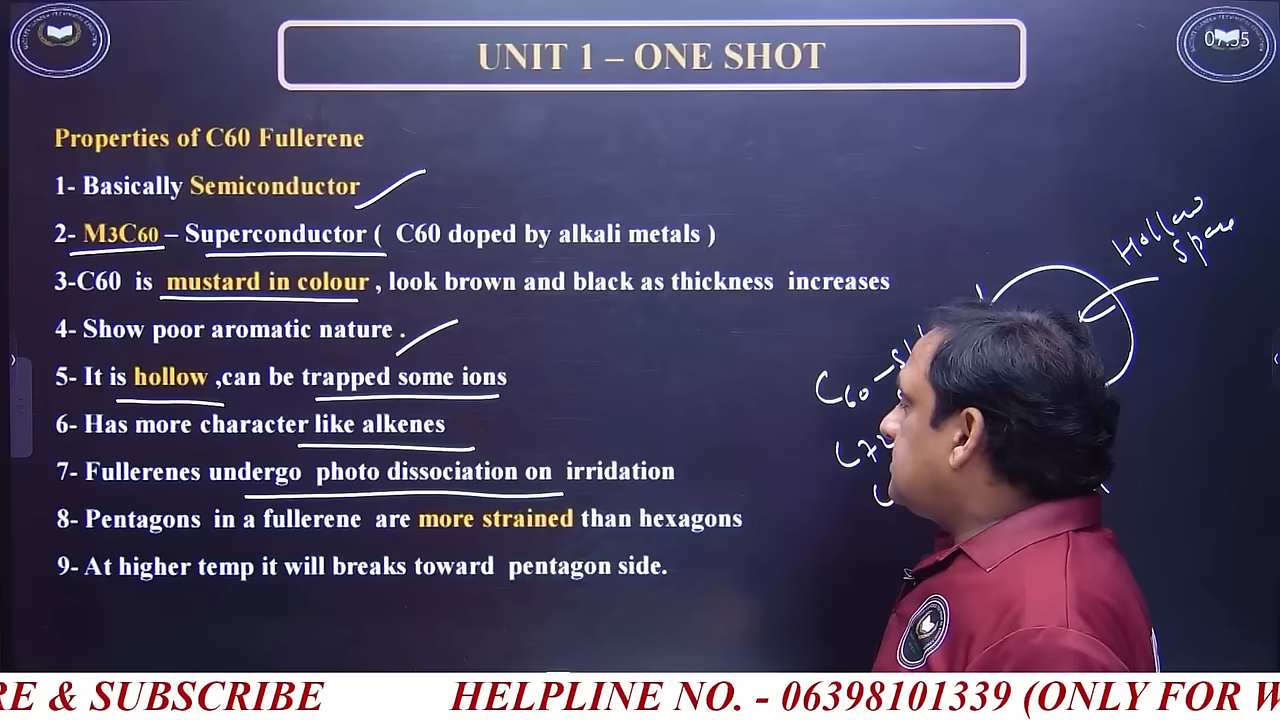 UNIT 1 – ONE SHOT
Properties of C60 Fullerene
1- Basically Semiconductor
2- M3C60 – Superconductor ( C60 doped by alkali metals )
3-C60 is mustard in colour , look brown and black as thickness increases
4- Show poor aromatic nature .
5- It is hollow ,can be trapped some ions
6- Has more character like alkenes
7- Fullerenes undergo photo dissociation on irridation
8- Pentagons in a fullerene are more strained than hexagons
9- At higher temp it will breaks toward pentagon side.
Hollow
C60
RE & SUBSCRIBE HELPLINE NO. - 06398101339 (ONLY FOR W